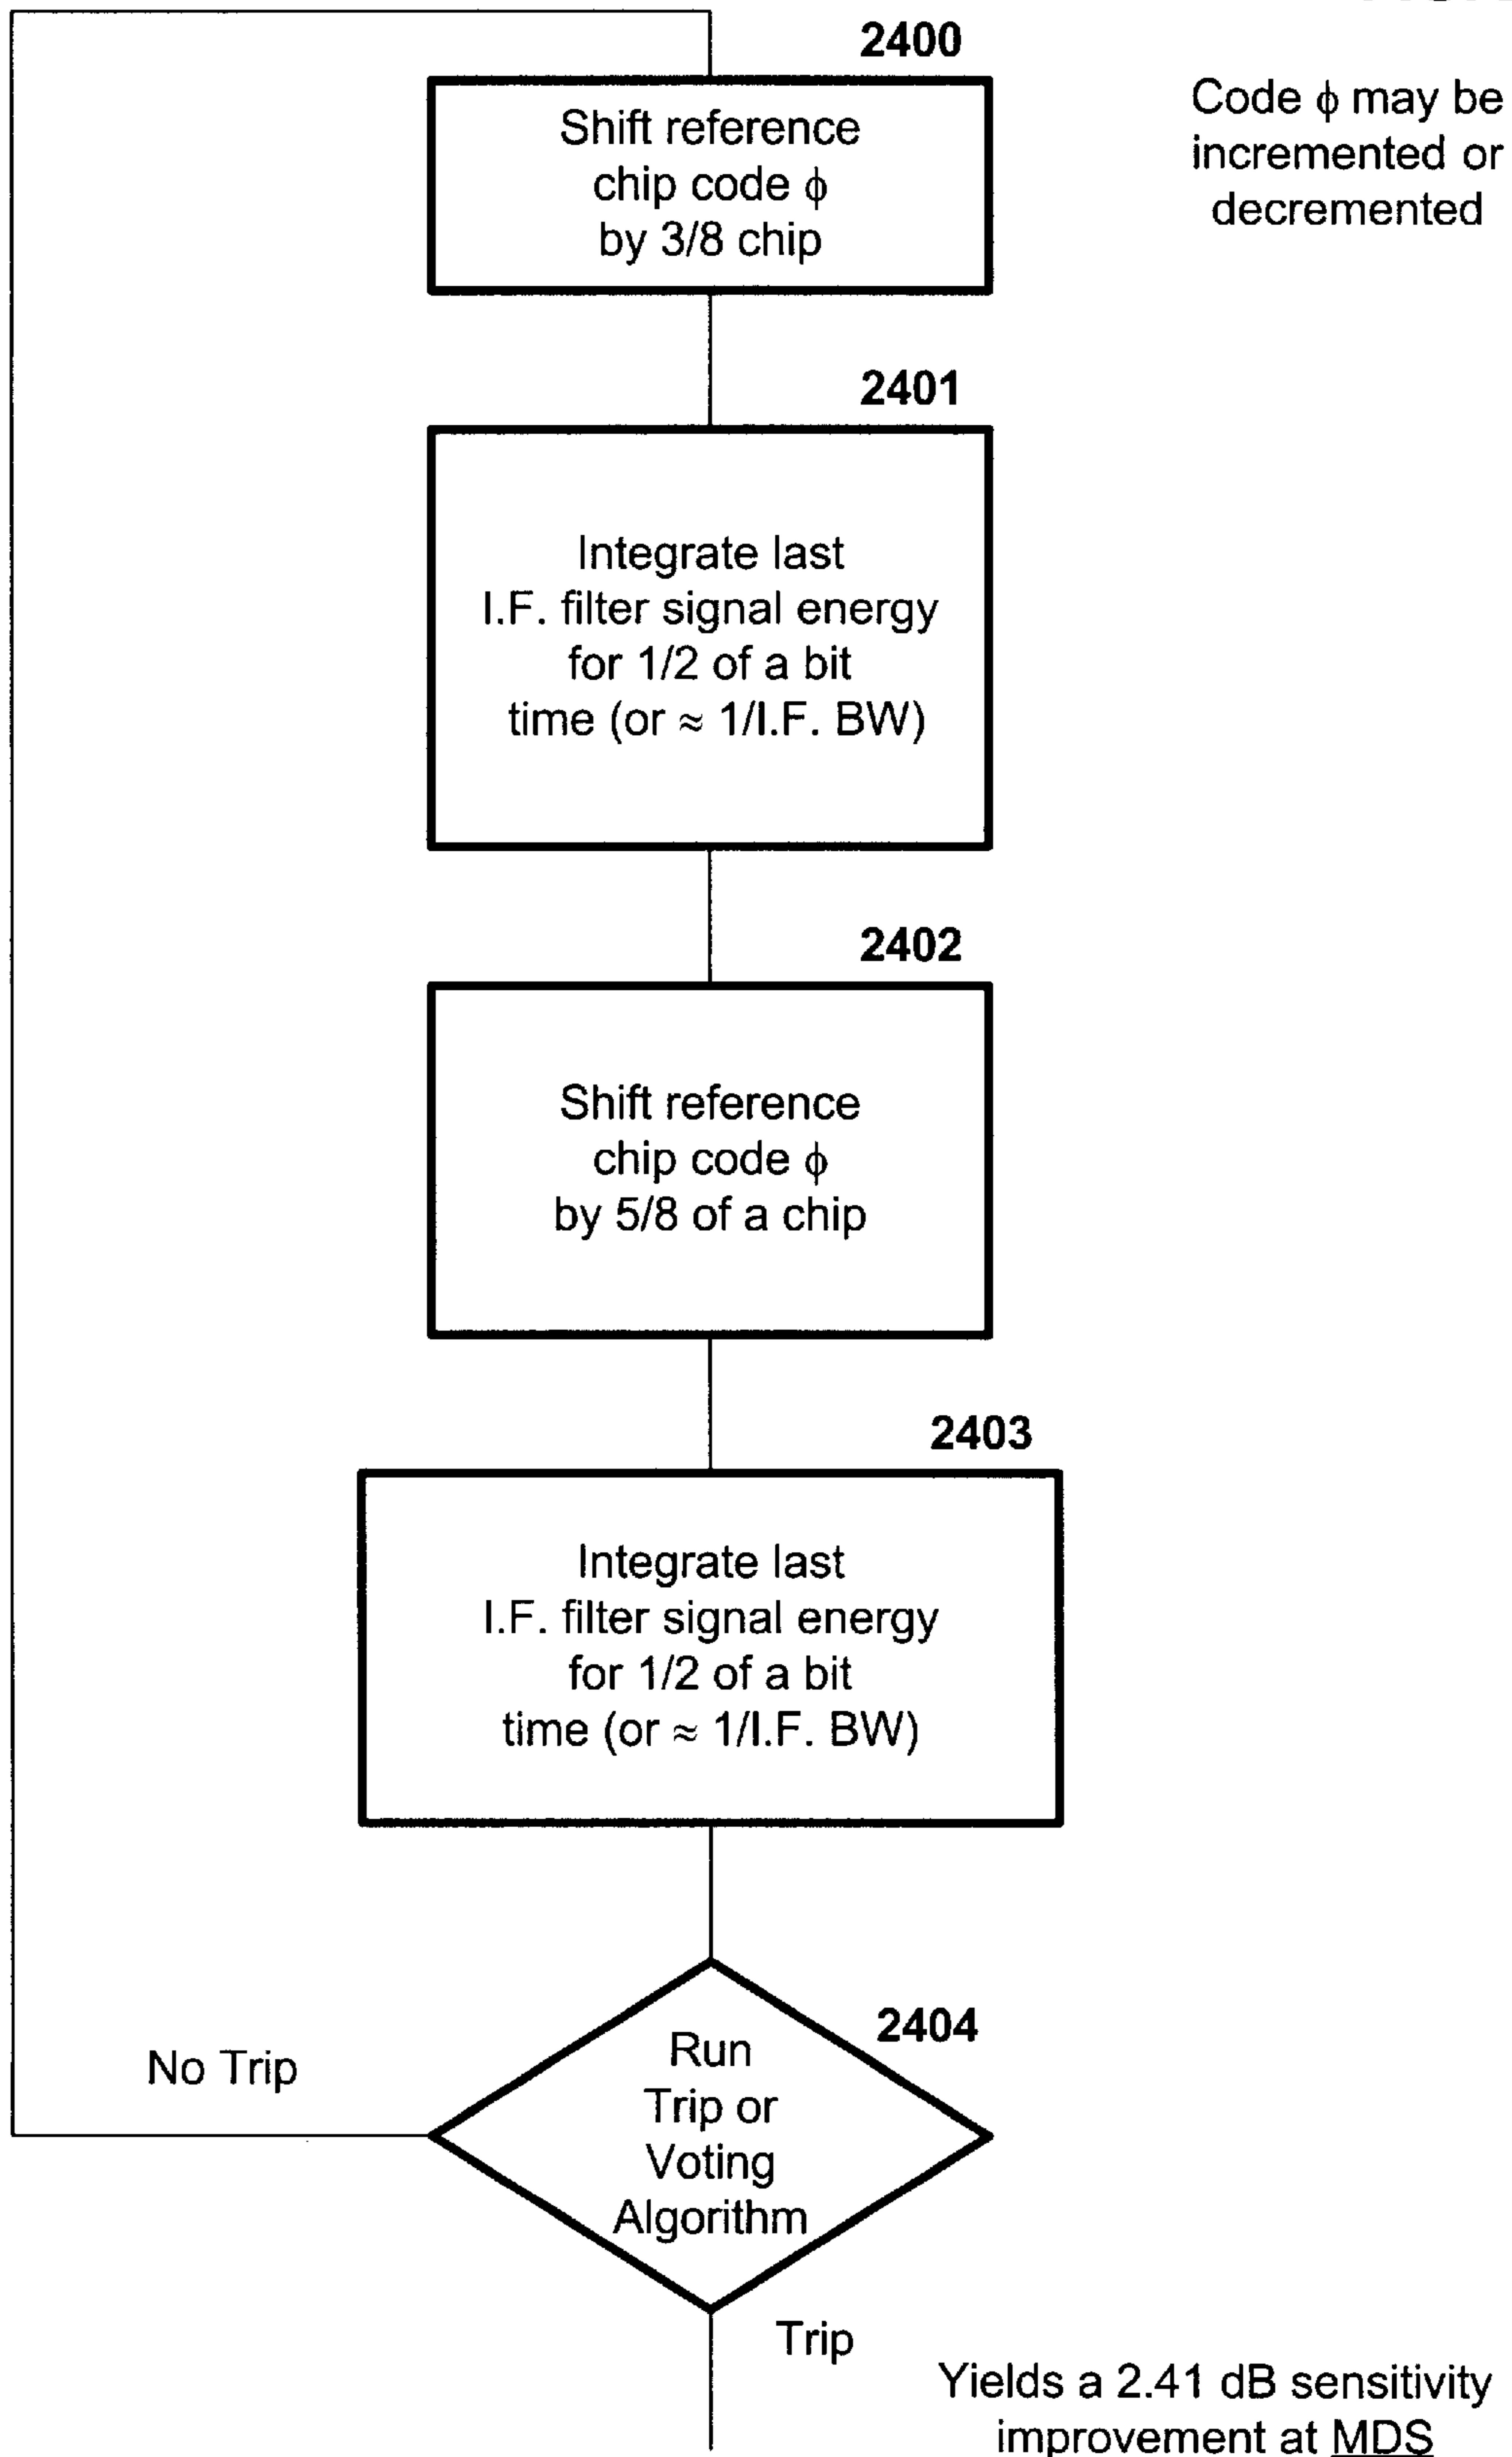 2400
Shift reference
chip code ϕ
by 3/8 chip
Code ϕ may be
incremented or
decremented
2401
Integrate last
I.F. filter signal energy
for 1/2 of a bit
time (or ≈ 1/I.F. BW)
2402
Shift reference
chip code ϕ
by 5/8 of a chip
2403
Integrate last
I.F. filter signal energy
for 1/2 of a bit
time (or ≈ 1/I.F. BW)
2404
Run
Trip or
Voting
Algorithm
No Trip
Trip
Yields a 2.41 dB sensitivity
improvement at MDS